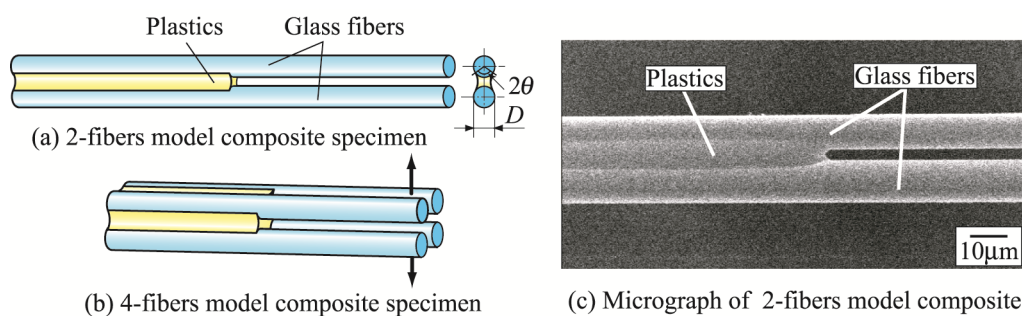 Plastics
Glass fibers
2θ
D
(a) 2-fibers model composite specimen
(b) 4-fibers model composite specimen
Plastics
Glass fibers
10μm
(c) Micrograph of 2-fibers model composite